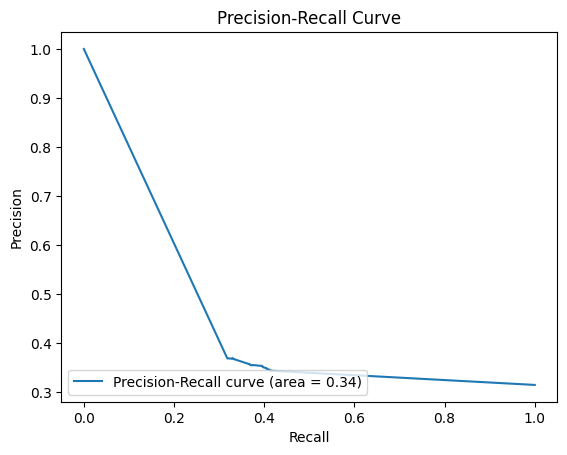 Precision-Recall Curve
1.0
0.9
0.8
0.7
0.6
0.5
0.4
0.3
Precision
Precision-Recall curve (area = 0.34)
0.0 0.2 0.4 0.6 0.8 1.0
Recall